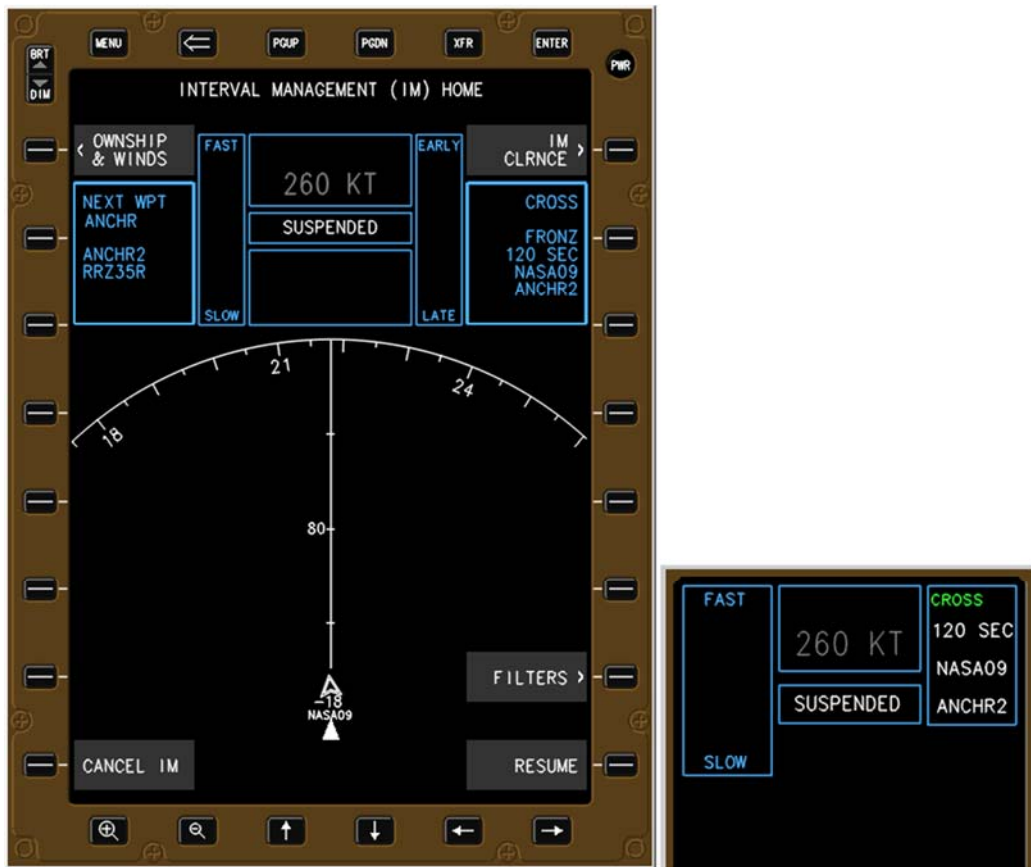 MENU
PGUP
PGDN
XFR
ENTER
BRT
DIM
PWR
INTERVAL MANAGEMENT (IM) HOME
< OWNSHIP
& WINDS
FAST
260 KT
EARLY
IM >
CLRNCE
NEXT WPT
ANCHR
ANCHR2
RRZ35R
SUSPENDED
CROSS
FRONZ
120 SEC
NASA09
ANCHR2
SLOW
LATE
18
21
24
80
-18
NASA09
FILTERS >
CANCEL IM
RESUME
FAST
260 KT
SUSPENDED
SLOW
CROSS
120 SEC
NASA09
ANCHR2